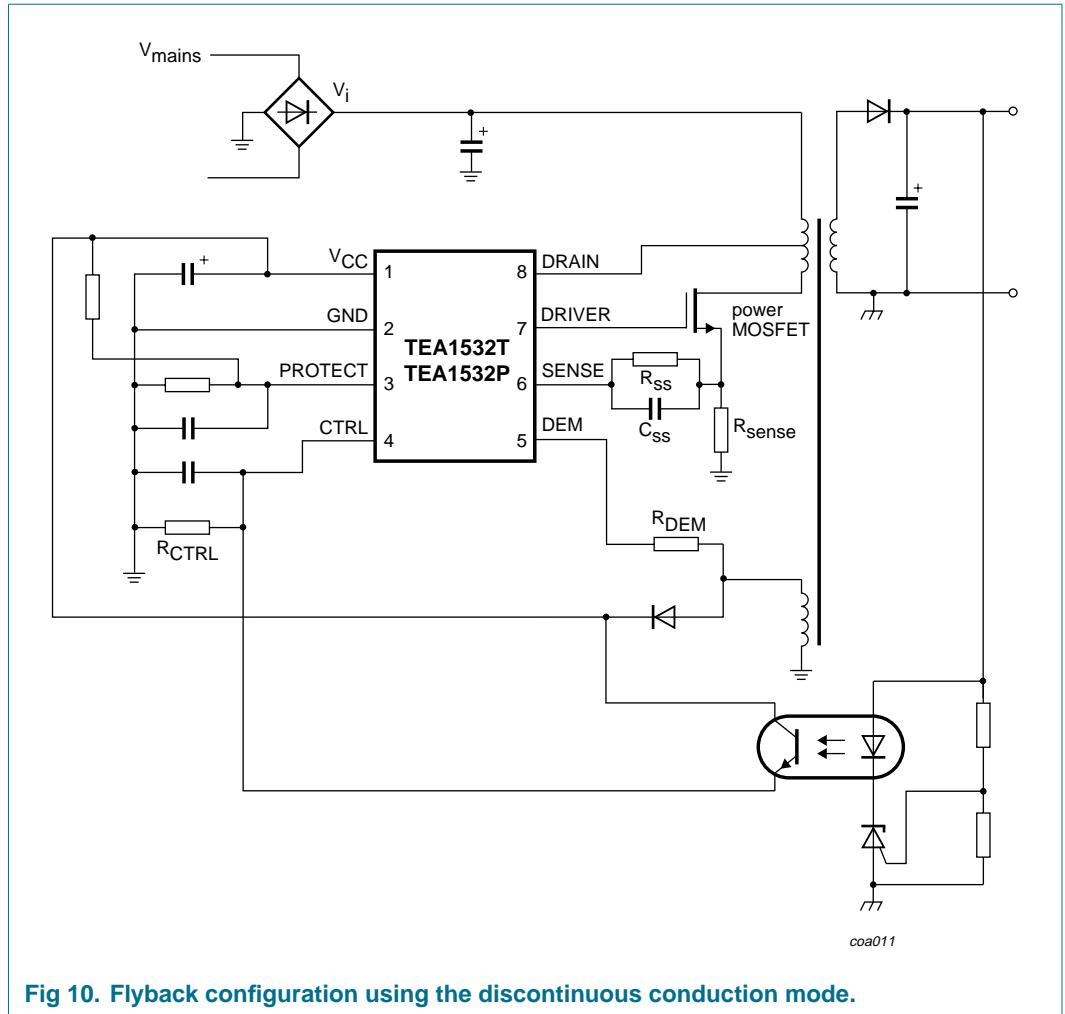 Vmains
Vi
VCC
1
8
DRAIN
GND
2
7
DRIVER
power
MOSFET
TEA1532T
TEA1532P
PROTECT
3
6
SENSE
RSS
CSS
Rsense
CTRL
4
5
DEM
RDEM
RCTRL
+
+
+
coa011
Fig 10. Flyback configuration using the discontinuous conduction mode.